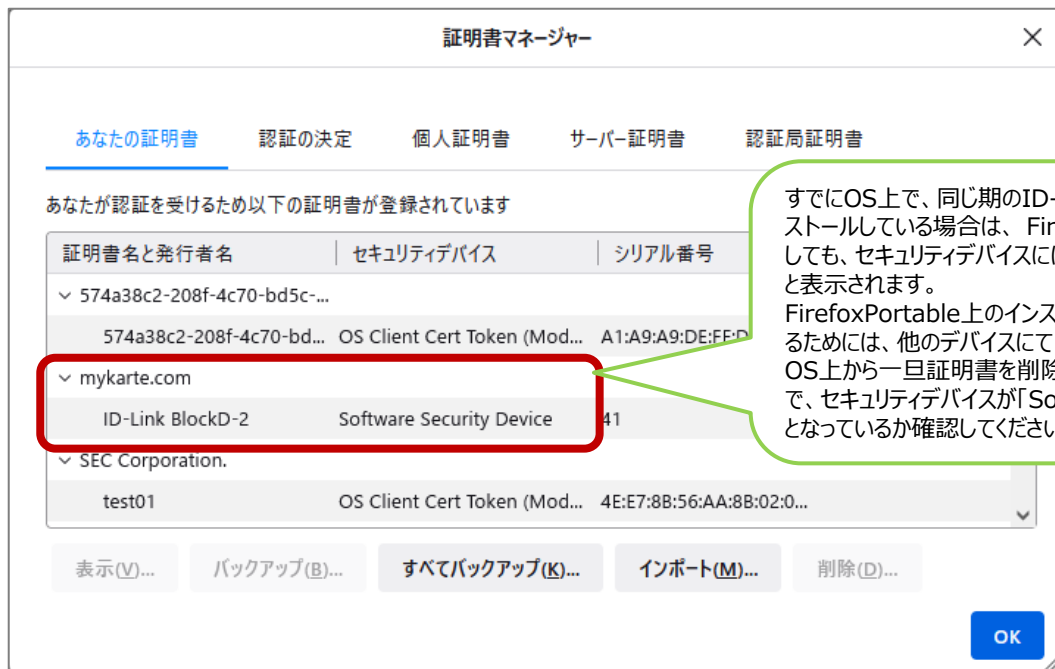 証明書マネージャー
あなたの証明書 認証の決定 個人証明書 サーバー証明書 認証局証明書
あなたが認証を受けるため以下の証明書が登録されています
証明書名と発行者名 セキュリティデバイス シリアル番号
574a38c2-208f-4c70-bd5c-...
574a38c2-208f-4c70-bd... OS Client Cert Token (Mod... A1:A9:A9:DE:FF:D
mykarte.com
ID-Link BlockD-2 Software Security Device 41
SEC Corporation.
test01 OS Client Cert Token (Mod... 4E:E7:8B:56:AA:8B:02:0...
すでにOS上で、同じ期のID-
ストールしている場合は、Fir
しても、セキュリティデバイスに
と表示されます。
FirefoxPortable上のインス
るためには、他のデバイスにて
OS上から一旦証明書を削除
で、セキュリティデバイスが「So
となっているか確認してください
表示(V)... バックアップ(B)... すべてバックアップ(K)... インポート(M)... 削除(D)...
OK